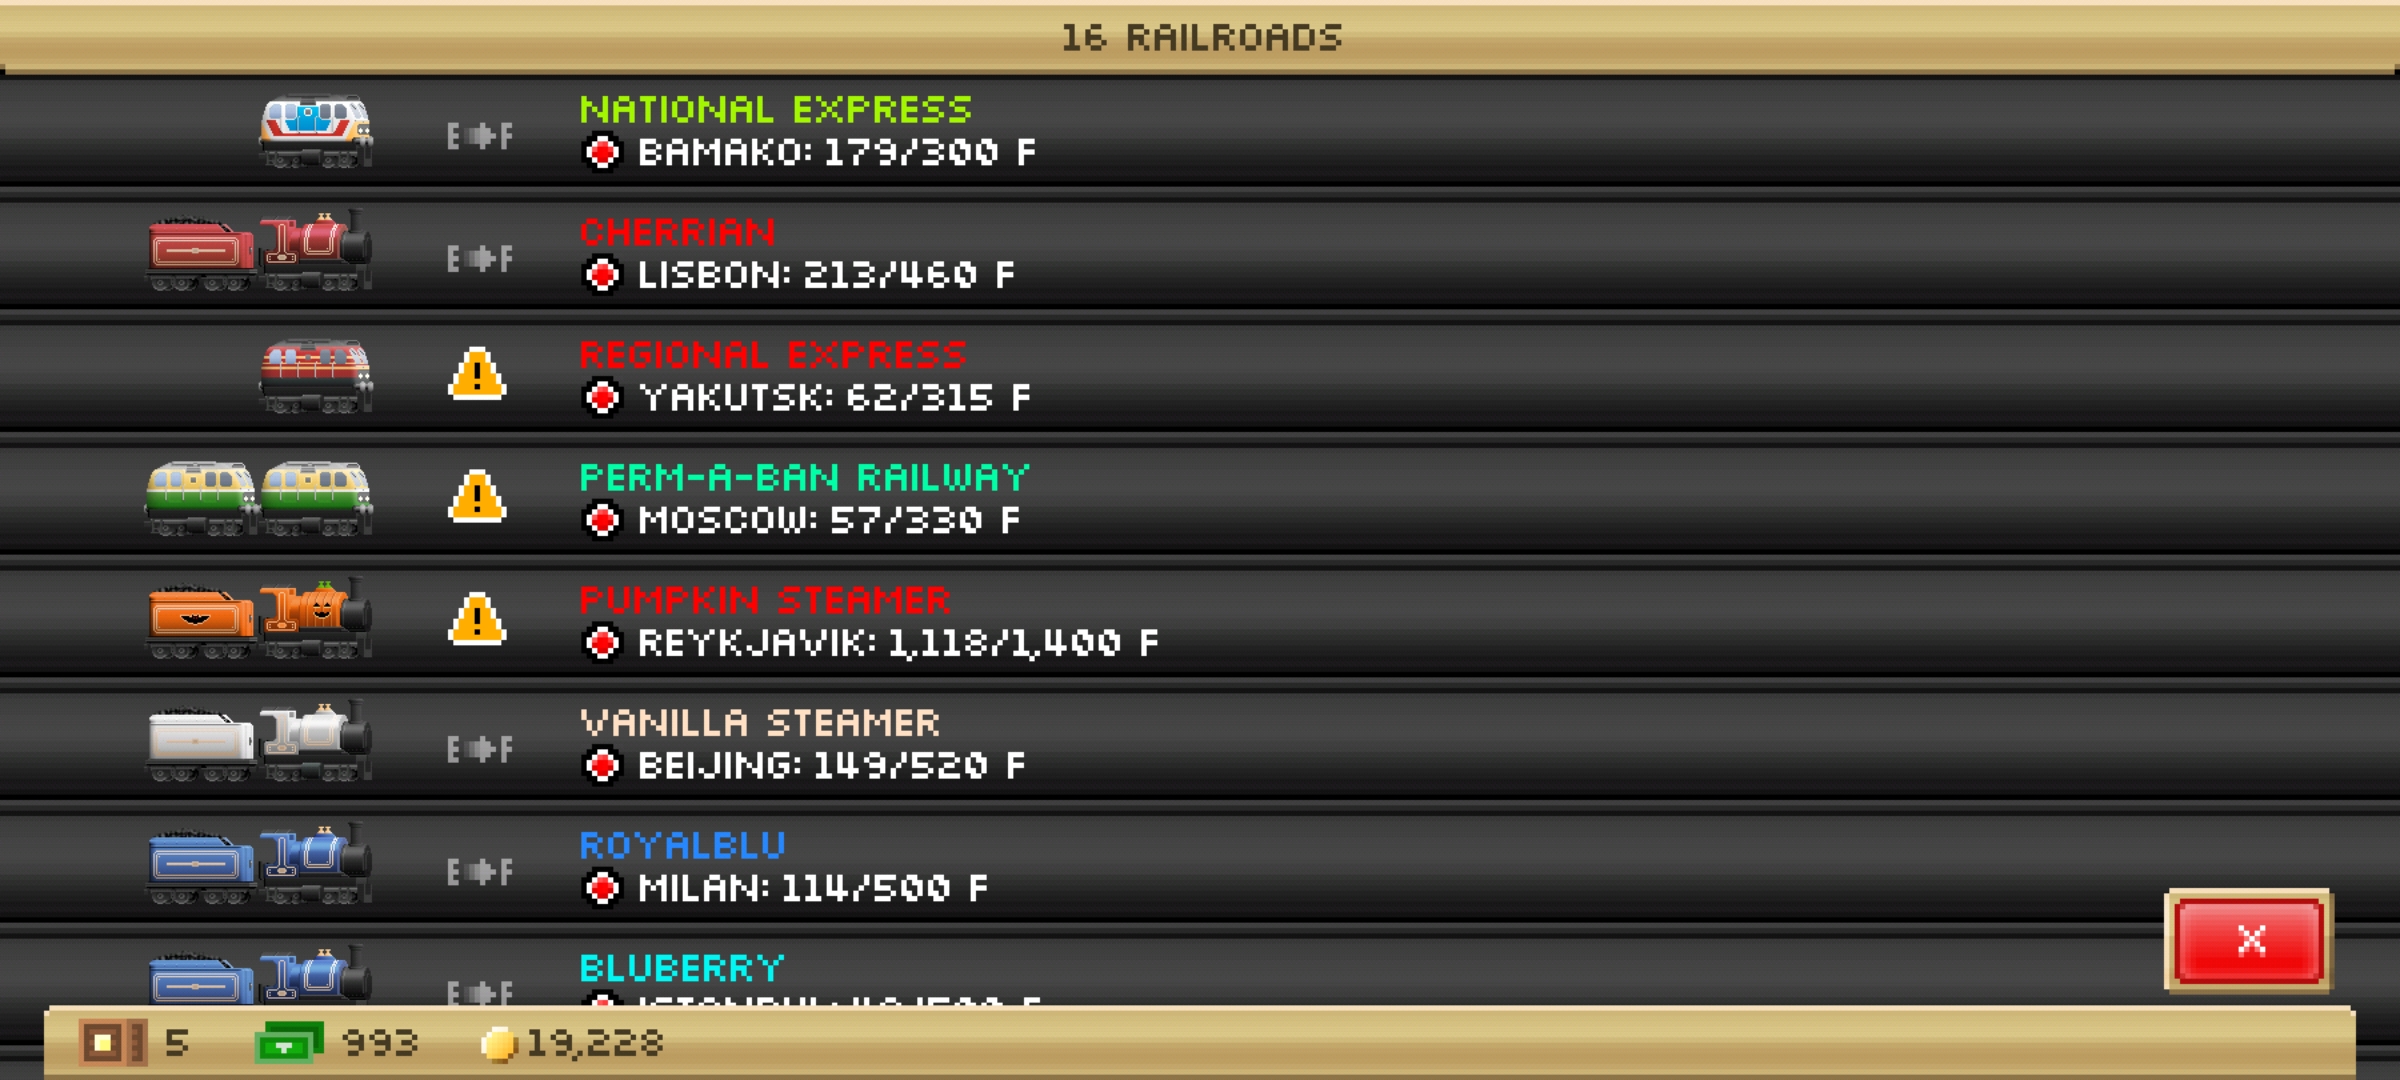 16 RAILROADS
E F
NATIONAL EXPRESS
BAMAKO: 179/300 F
E F
CHERRIAN
LISBON: 213/460 F
!
REGIONAL EXPRESS
YAKUTSK: 62/315 F
!
PERM-A-BAN RAILWAY
MOSCOW: 57/330 F
!
PUMPKIN STEAMER
REYKJAVIK: 1,118/1,400 F
E F
VANILLA STEAMER
BEIJING: 149/520 F
E F
ROYALBLU
MILAN: 114/500 F
E F
BLUBERRY
X
5 993 19,228